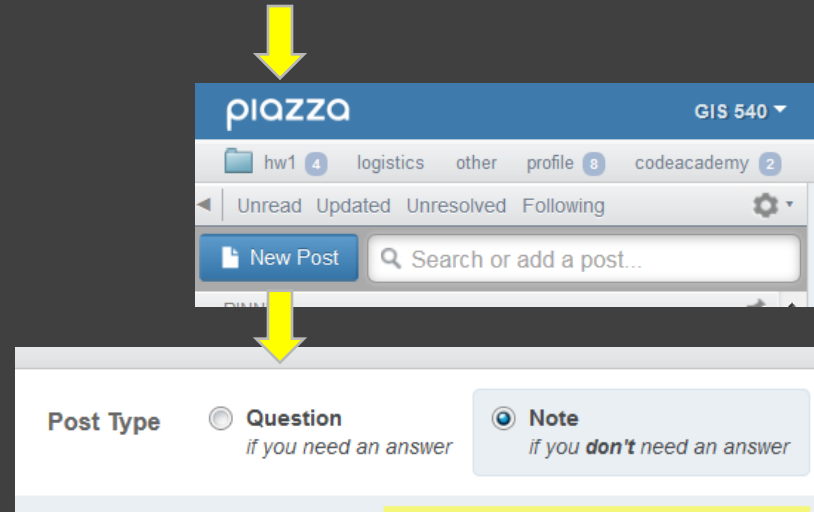 piazza GIS 540
hw1 4 logistics other profile 8 codeacademy 2
Unread Updated Unresolved Following
New Post Search or add a post...
Post Type Question Note
if you need an answer if you don't need an answer